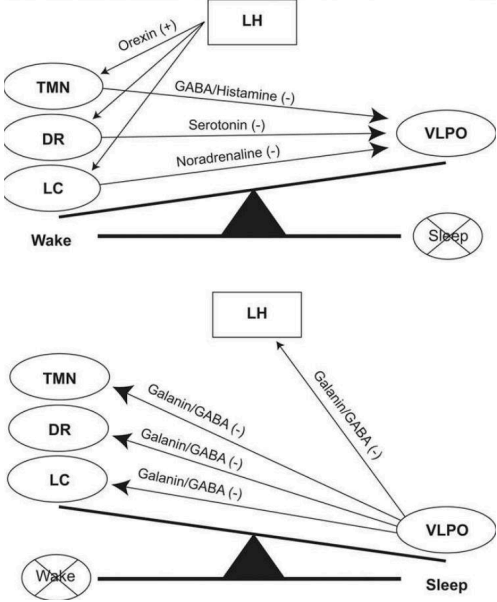 LH
Orexin (+)
TMN
GABA/Histamine (-)
DR
Serotonin (-)
VLPO
LC
Noradrenaline (-)
Wake
Sleep
LH
TMN
Galanin/GABA (-)
Galanin/GABA (-)
DR
Galanin/GABA (-)
LC
Galanin/GABA (-)
VLPO
Wake
Sleep